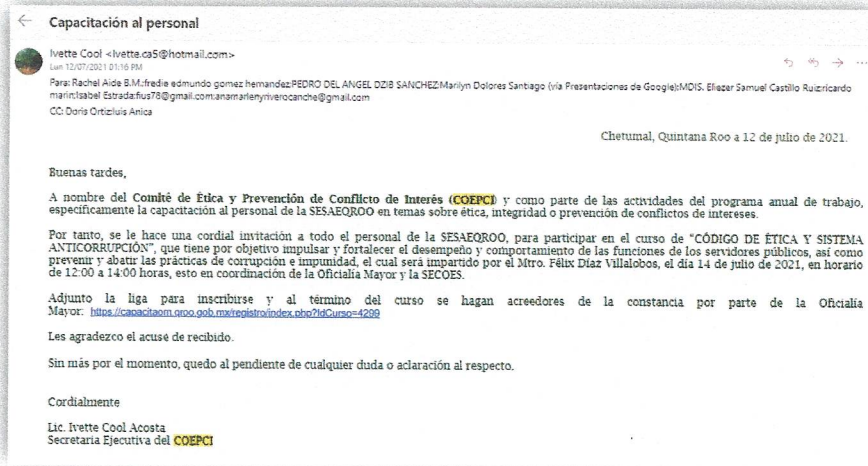 Capacitación al personal
Ivette Cool <Ivette.ca5@hotmail.com>
Lun 12/07/2021 01:16 PM
Para: Rachel Aide B.M.;fredie edmundo gomez hernandez;PEDRO DEL ANGEL DZIB SANCHEZ;Marilyn Dolores Santiago (vía Presentaciones de Google);MDIS. Eliezer Samuel Castillo Ruiz;ricardo
marin;Isabel Estrada;fius78@gmail.com;anamarlenyriverocanche@gmail.com
CC: Doris Ortiz;luis Anica
Chetumal, Quintana Roo a 12 de julio de 2021.
Buenas tardes,
A nombre del Comité de Ética y Prevención de Conflicto de Interés (COEPCI) y como parte de las actividades del programa anual de trabajo,
específicamente la capacitación al personal de la SESAEQROO en temas sobre ética, integridad o prevención de conflictos de intereses.
Por tanto, se le hace una cordial invitación a todo el personal de la SESAEQROO, para participar en el curso de “CÓDIGO DE ÉTICA Y SISTEMA
ANTICORRUPCIÓN”, que tiene por objetivo impulsar y fortalecer el desempeño y comportamiento de las funciones de los servidores públicos, así como
prevenir y abatir las prácticas de corrupción e impunidad, el cual será impartido por el Mtro. Félix Díaz Villalobos, el día 14 de julio de 2021, en horario
de 12:00 a 14:00 horas, esto en coordinación de la Oficialía Mayor y la SECOES.
Adjunto la liga para inscribirse y al término del curso se hagan acreedores de la constancia por parte de la Oficialía
Mayor: https://capacitaom.qroo.gob.mx/registro/index.php?IdCurso=4299
Les agradezco el acuse de recibido.
Sin más por el momento, quedo al pendiente de cualquier duda o aclaración al respecto.
Cordialmente
Lic. Ivette Cool Acosta
Secretaria Ejecutiva del COEPCI